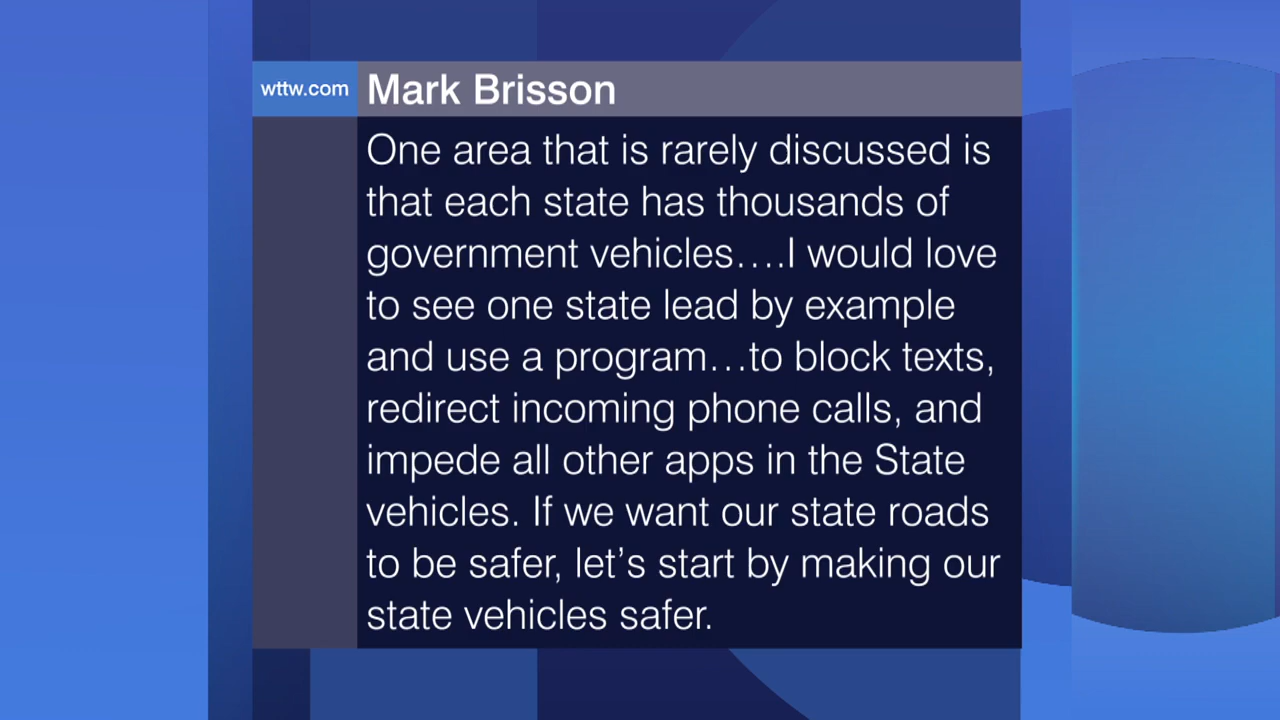 wttw.com
Mark Brisson
One area that is rarely discussed is
that each state has thousands of
government vehicles….I would love
to see one state lead by example
and use a program…to block texts,
redirect incoming phone calls, and
impede all other apps in the State
vehicles. If we want our state roads
to be safer, let’s start by making our
state vehicles safer.